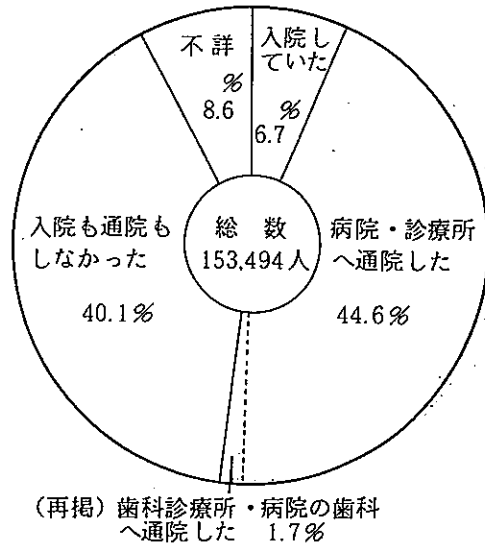 不詳
%
8.6
入院し
ていた
%
6.7
入院も通院も
しなかった
40.1%
総数
153,494人
病院・診療所
へ通院した
44.6%
(再掲) 歯科診療所・病院の歯科
へ通院した 1.7%